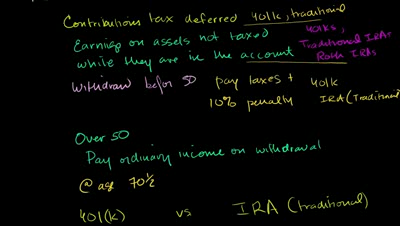 Contributions tax deferred 401k, traditional
Earnings on assets not taxed
while they are in the account
401ks,
Traditional IRAs
Roth IRAs
Withdraw before 50 pay taxes + 401k
10% penalty IRA (Traditional)
Over 50
Pay ordinary income on withdrawal
@ age 70 1/2
401(k) vs IRA (traditional)